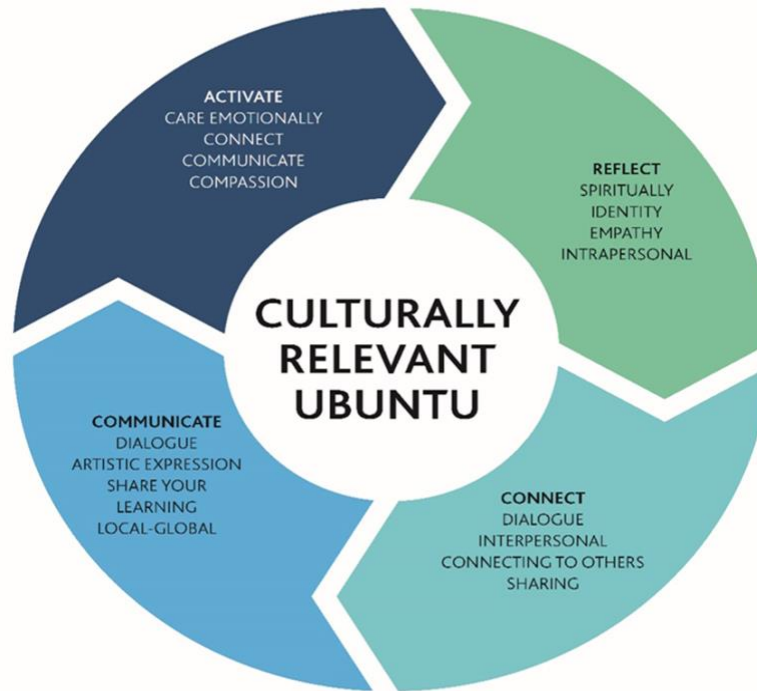 ACTIVATE
CARE EMOTIONALLY
CONNECT
COMMUNICATE
COMPASSION
REFLECT
SPIRITUALLY
IDENTITY
EMPATHY
INTRAPERSONAL
CULTURALLY
RELEVANT
UBUNTU
COMMUNICATE
DIALOGUE
ARTISTIC EXPRESSION
SHARE YOUR
LEARNING
LOCAL-GLOBAL
CONNECT
DIALOGUE
INTERPERSONAL
CONNECTING TO OTHERS
SHARING